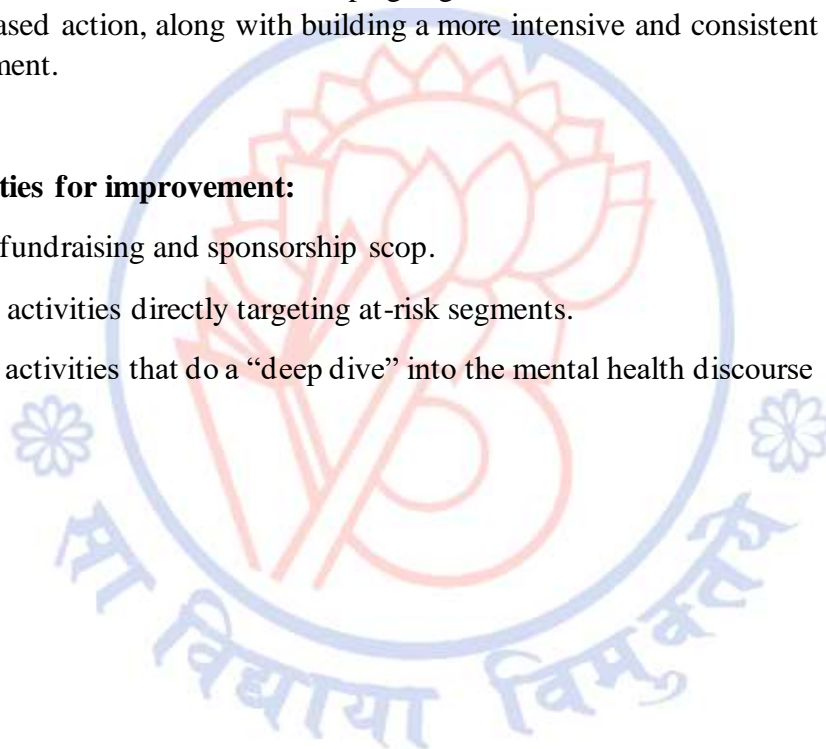 ased action, along with building a more intensive and consistent
ment.
ties for improvement:
fundraising and sponsorship scop.
activities directly targeting at-risk segments.
activities that do a “deep dive” into the mental health discourse
सा विद्याया विमुक्तये